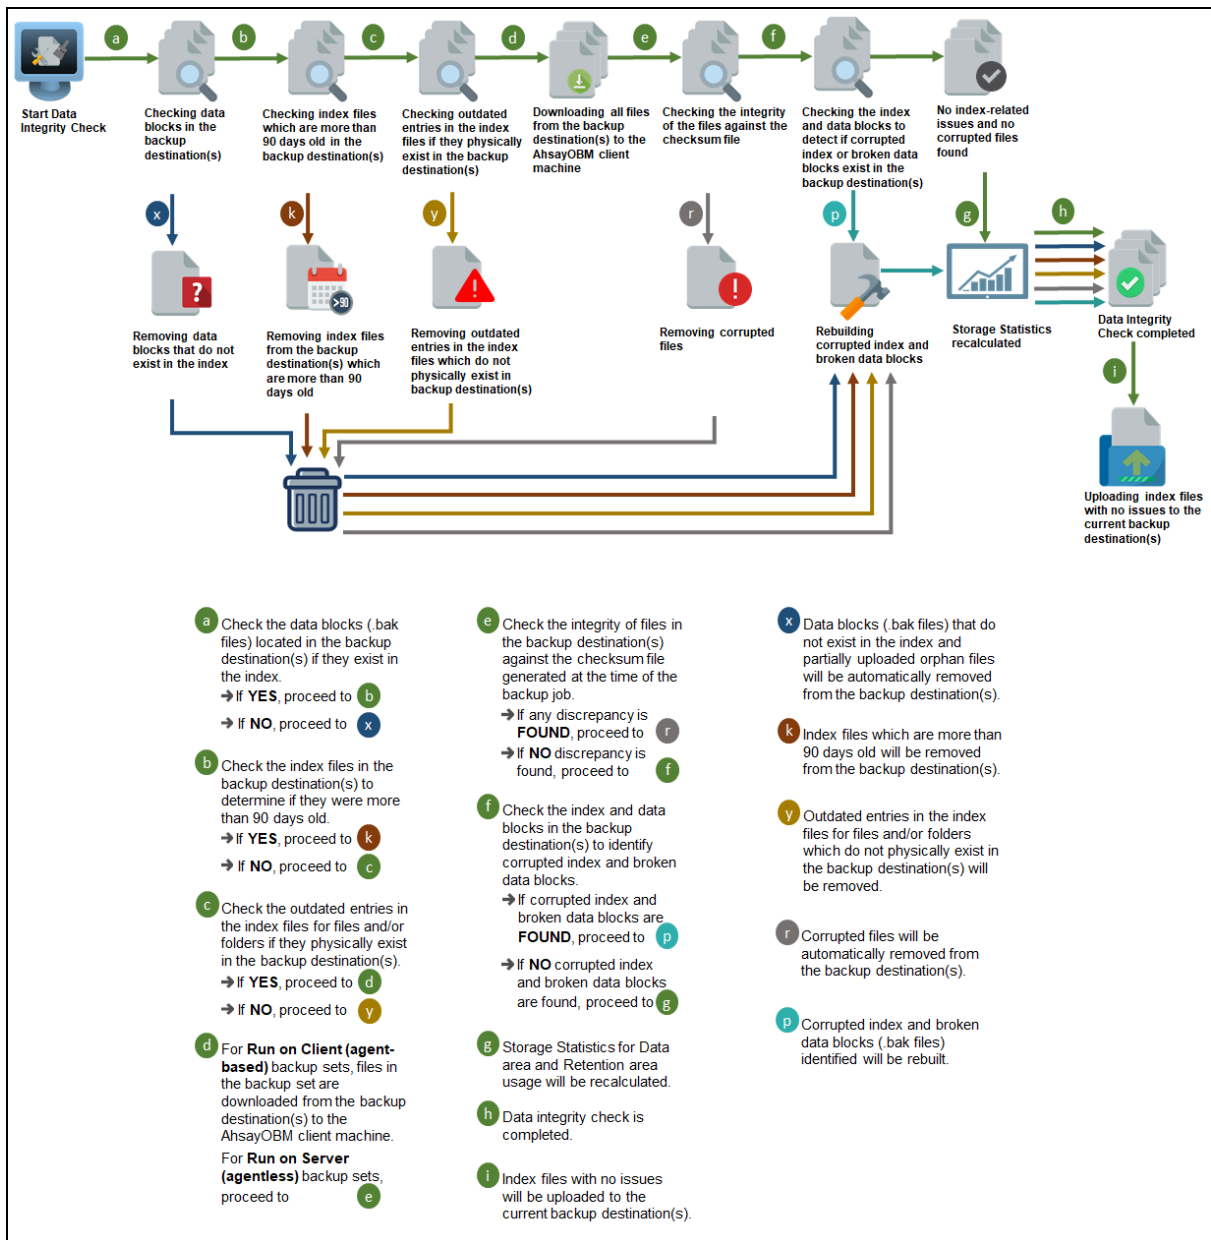 a
b
c
d
e
f
Start Data
Integrity Check
Checking data
blocks in the
backup
destination(s)
Checking index files
which are more than
90 days old in the
backup destination(s)
Checking outdated
entries in the index
files if they physically
exist in the backup
destination(s)
Downloading all files
from the backup
destination(s) to the
AhsayOBM client
machine
Checking the integrity
of the files against the
checksum file
Checking the index
and data blocks to
detect if corrupted
index or broken data
blocks exist in the
backup destination(s)
No index-related
issues and no
corrupted files
found
x
k
y
r
p
g
h
?
>90
!
!
Removing data
blocks that do not
exist in the index
Removing index files
from the backup
destination(s) which
are more than 90
days old
Removing outdated
entries in the index
files which do not
physically exist in
backup destination(s)
Removing corrupted
files
Rebuilding
corrupted index and
broken data blocks
Storage Statistics
recalculated
Data Integrity
Check completed
i
Uploading index files
with no issues to the
current backup
destination(s)
a Check the data blocks (.bak
files) located in the backup
destination(s) if they exist in
the index.
➔ If YES, proceed to b
➔ If NO, proceed to x
b Check the index files in the
backup destination(s) to
determine if they were more
than 90 days old.
➔ If YES, proceed to k
➔ If NO, proceed to c
c Check the outdated entries in
the index files for files and/or
folders if they physically exist
in the backup destination(s).
➔ If YES, proceed to d
➔ If NO, proceed to y
d For Run on Client (agent-
based) backup sets, files in
the backup set are
downloaded from the backup
destination(s) to the
AhsayOBM client machine.
For Run on Server
(agentless) backup sets,
proceed to e
e Check the integrity of files in
the backup destination(s)
against the checksum file
generated at the time of the
backup job.
➔ If any discrepancy is
FOUND, proceed to r
➔ If NO discrepancy is
found, proceed to f
f Check the index and data
blocks in the backup
destination(s) to identify
corrupted index and broken
data blocks.
➔ If corrupted index and
broken data blocks are
FOUND, proceed to p
➔ If NO corrupted index
and broken data blocks
are found, proceed to g
g Storage Statistics for Data
area and Retention area
usage will be recalculated.
h Data integrity check is
completed.
i Index files with no issues
will be uploaded to the
current backup destination(s).
x Data blocks (.bak files) that do
not exist in the index and
partially uploaded orphan files
will be automatically removed
from the backup destination(s).
k Index files which are more than
90 days old will be removed
from the backup destination(s).
y Outdated entries in the index
files for files and/or folders
which do not physically exist in
the backup destination(s) will
be removed.
r Corrupted files will be
automatically removed from
the backup destination(s).
p Corrupted index and broken
data blocks (.bak files)
identified will be rebuilt.